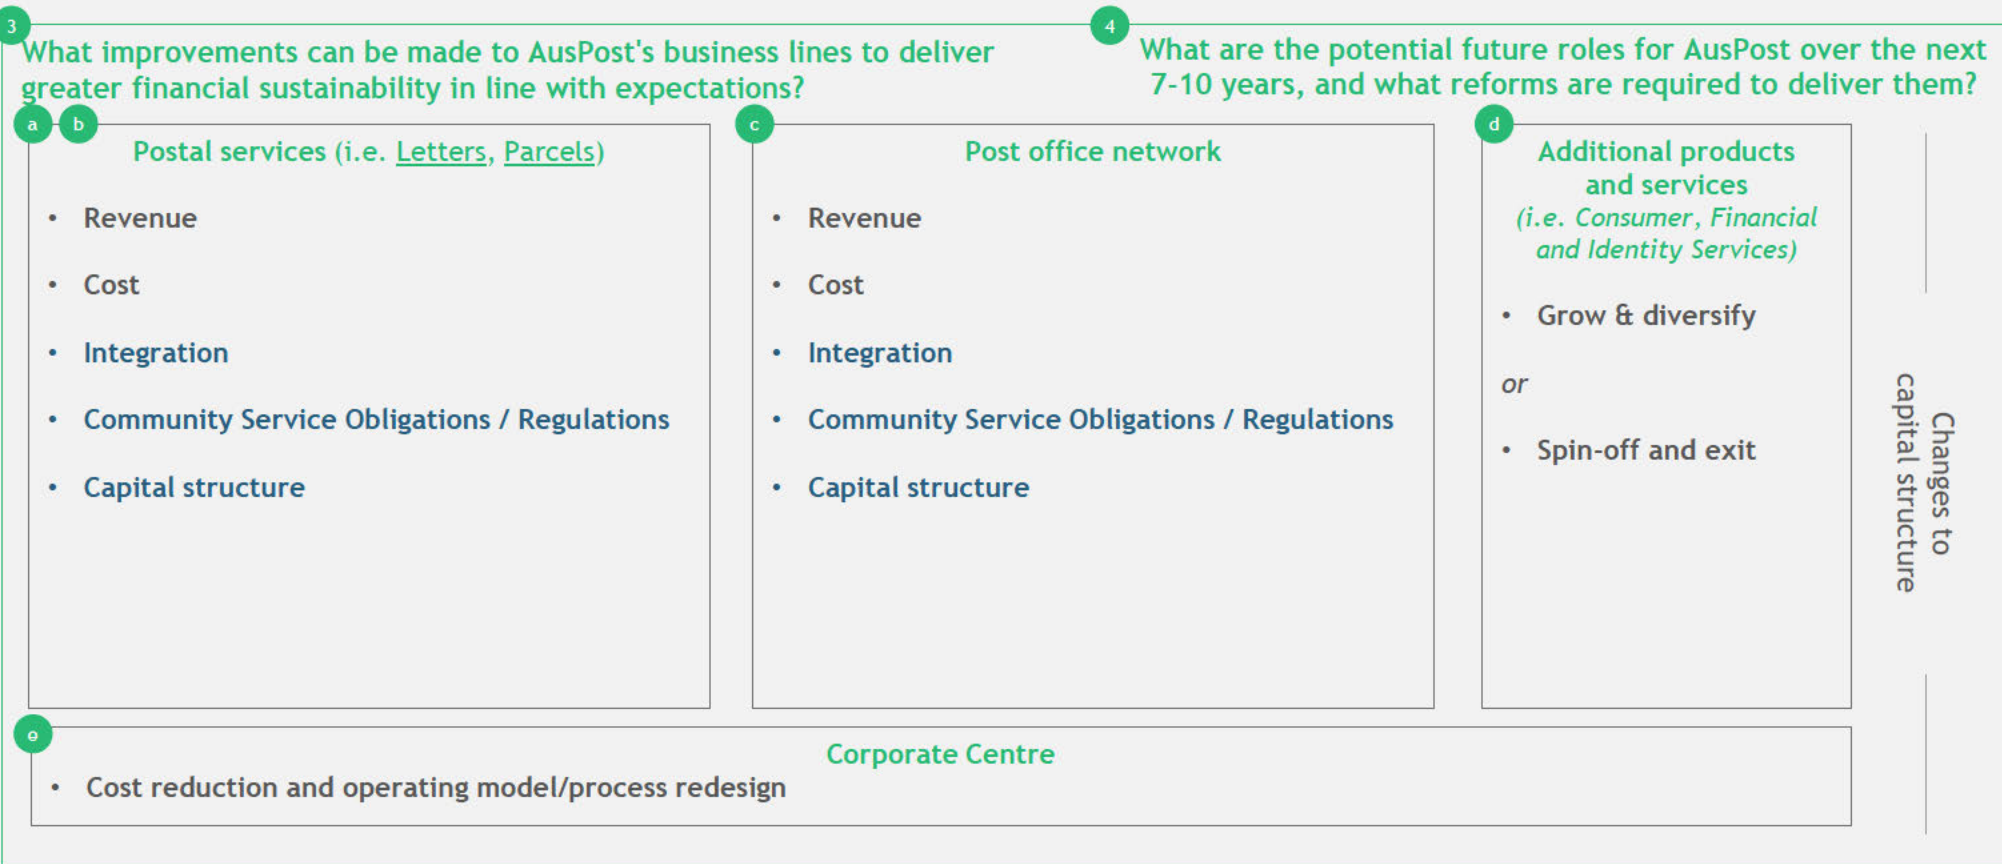 3
What improvements can be made to AusPost's business lines to deliver
greater financial sustainability in line with expectations?
4
What are the potential future roles for AusPost over the next
7-10 years, and what reforms are required to deliver them?
a b
Postal services (i.e. Letters, Parcels)
• Revenue
• Cost
• Integration
• Community Service Obligations / Regulations
• Capital structure
c
Post office network
• Revenue
• Cost
• Integration
• Community Service Obligations / Regulations
• Capital structure
d
Additional products
and services
(i.e. Consumer, Financial
and Identity Services)
• Grow & diversify
or
• Spin-off and exit
Changes to
capital structure
e
Corporate Centre
• Cost reduction and operating model/process redesign